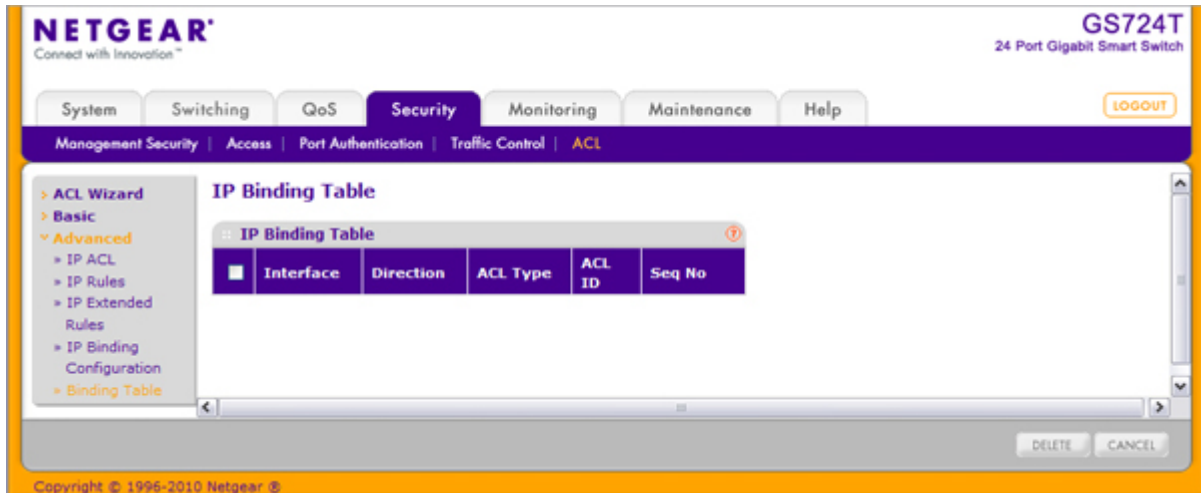 NETGEAR®
Connect with Innovation™
GS724T
24 Port Gigabit Smart Switch
System
Switching
QoS
Security
Monitoring
Maintenance
Help
LOGOUT
Management Security | Access | Port Authentication | Traffic Control | ACL
ACL Wizard
Basic
Advanced
» IP ACL
» IP Rules
» IP Extended
Rules
» IP Binding
Configuration
» Binding Table
IP Binding Table
IP Binding Table
?
Interface
Direction
ACL Type
ACL
ID
Seq No
DELETE
CANCEL
Copyright © 1996-2010 Netgear ®